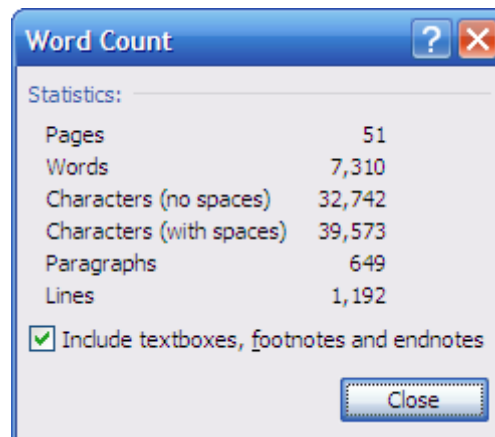 Word Count
?
Statistics:
Pages 51
Words 7,310
Characters (no spaces) 32,742
Characters (with spaces) 39,573
Paragraphs 649
Lines 1,192
Include textboxes, footnotes and endnotes
Close